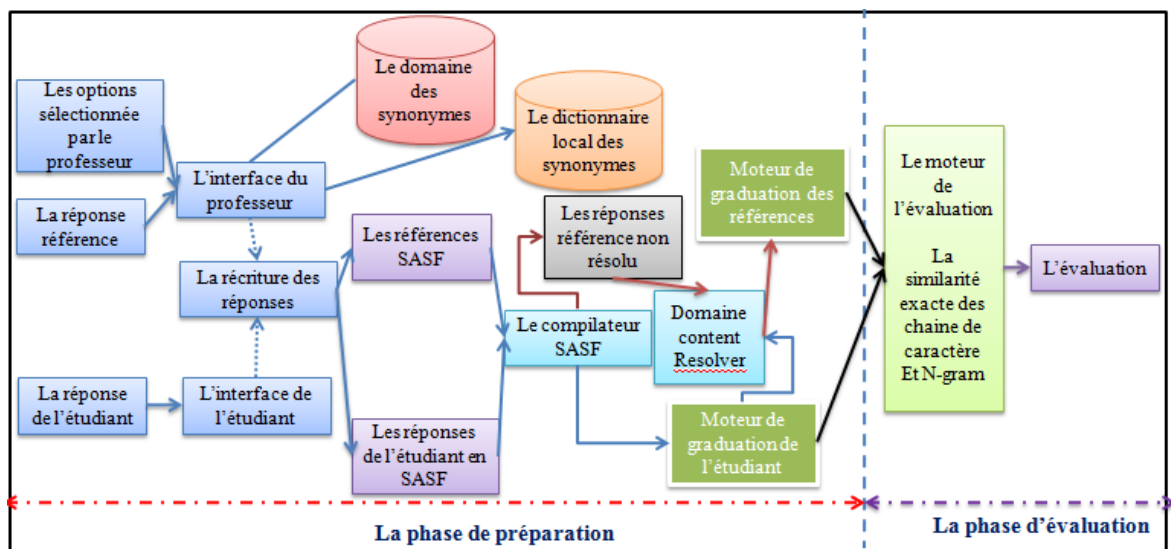 Les options
sélectionnée
par le
professeur
La réponse
référence
L'interface du
professeur
Le domaine
des
synonymes
Le dictionnaire
local des
synonymes
La récriture des
réponses
La réponse
de l'étudiant
L'interface de
l'étudiant
Les références
SASF
Les réponses
de l'étudiant en
SASF
Les réponses
référence non
résolu
Le compilateur
SASF
Domaine
content
Resolver
Moteur de
graduation des
références
Moteur de
graduation de
l'étudiant
Le moteur
de
l'évaluation
La
similarité
exacte des
chaine de
caractère
Et N-gram
L'évaluation
La phase de préparation
La phase d'évaluation